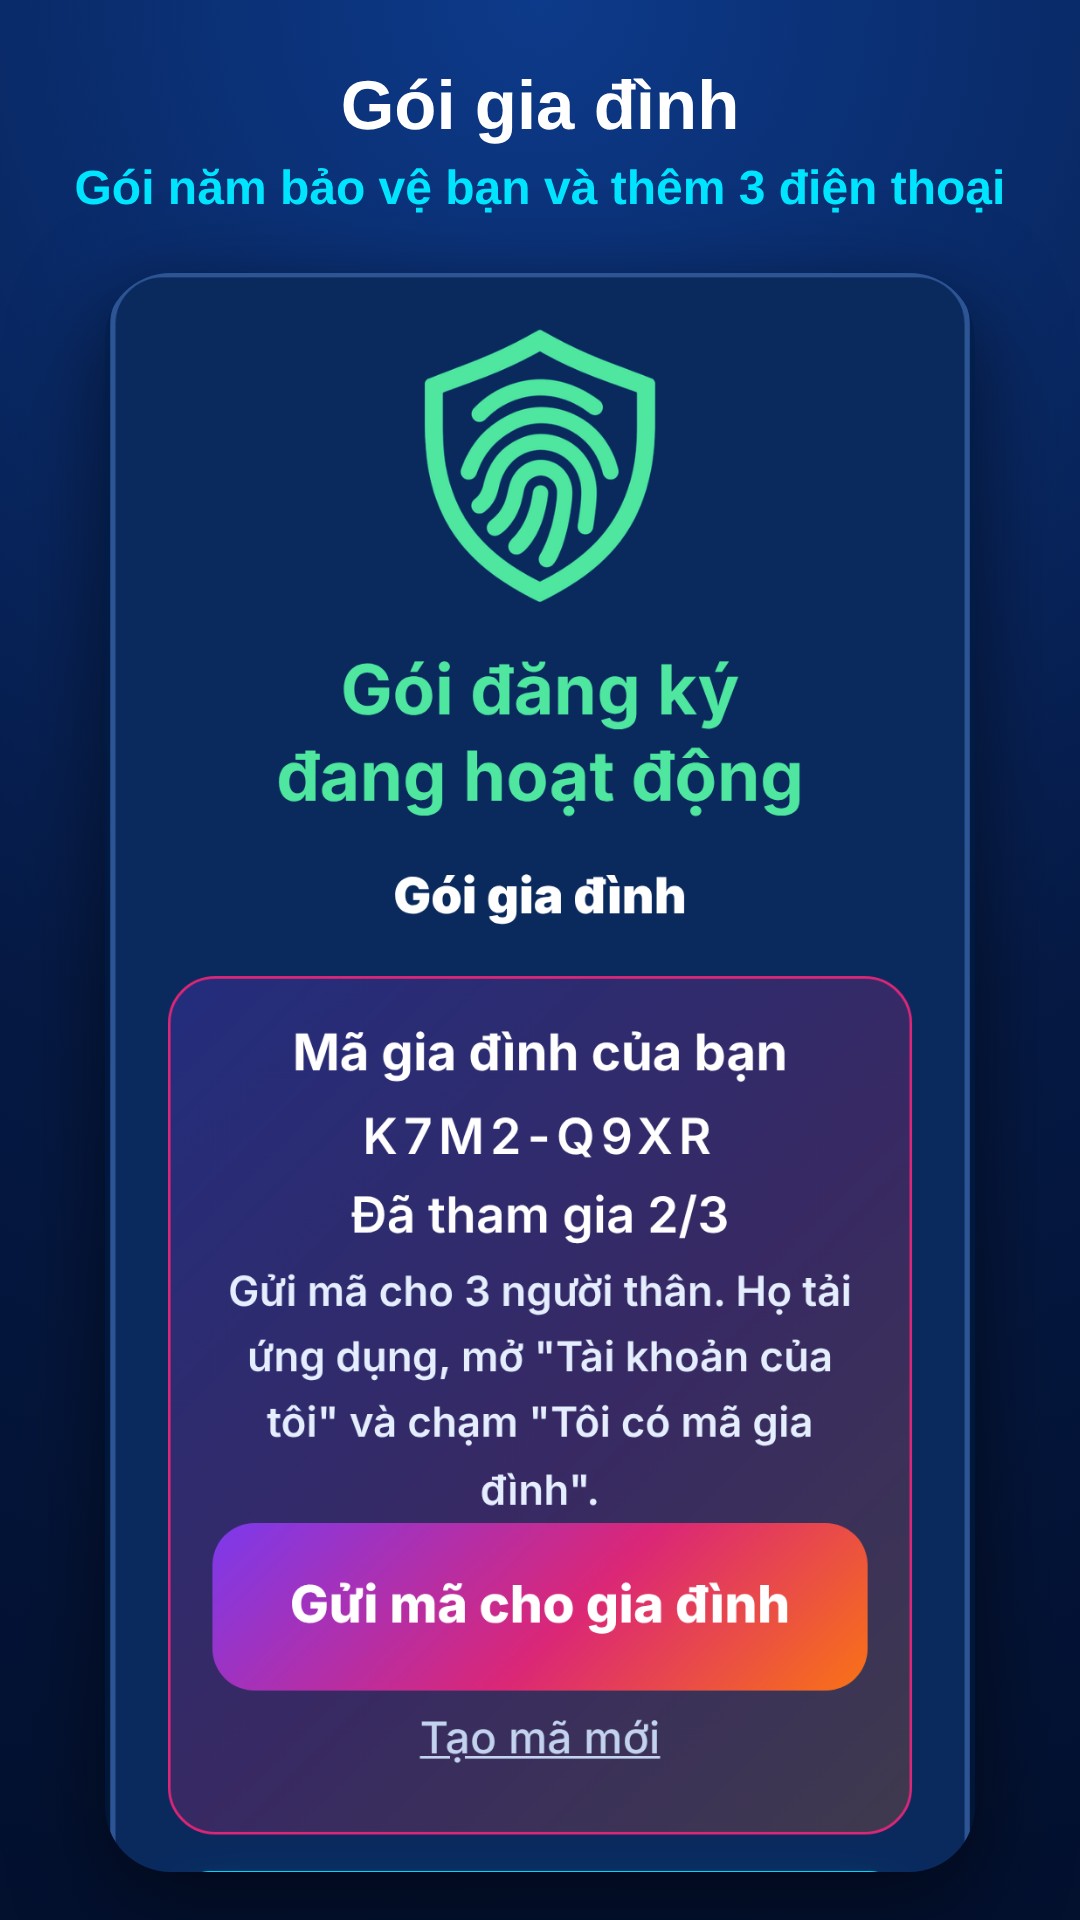 Gói gia đình
Gói năm bảo vệ bạn và thêm 3 điện thoại
Gói đăng ký
đang hoạt động
Gói gia đình
Mã gia đình của bạn
K7M2-Q9XR
Đã tham gia 2/3
Gửi mã cho 3 người thân. Họ tải
ứng dụng, mở "Tài khoản của
tôi" và chạm "Tôi có mã gia
đình".
Gửi mã cho gia đình
Tạo mã mới